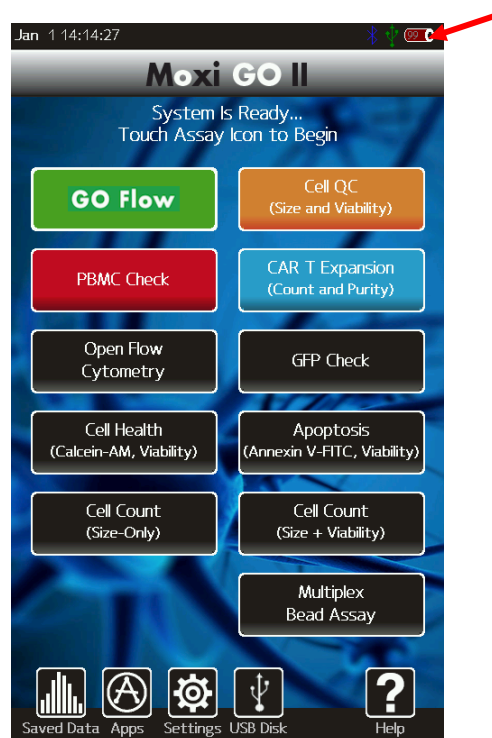 Jan 1 14:14:27
99
Moxi GO II
System Is Ready...
Touch Assay Icon to Begin
GO Flow
Cell QC
(Size and Viability)
PBMC Check
CAR T Expansion
(Count and Purity)
Open Flow
Cytometry
GFP Check
Cell Health
(Calcein-AM, Viability)
Apoptosis
(Annexin V-FITC, Viability)
Cell Count
(Size-Only)
Cell Count
(Size + Viability)
Multiplex
Bead Assay
?
Saved Data Apps Settings USB Disk Help